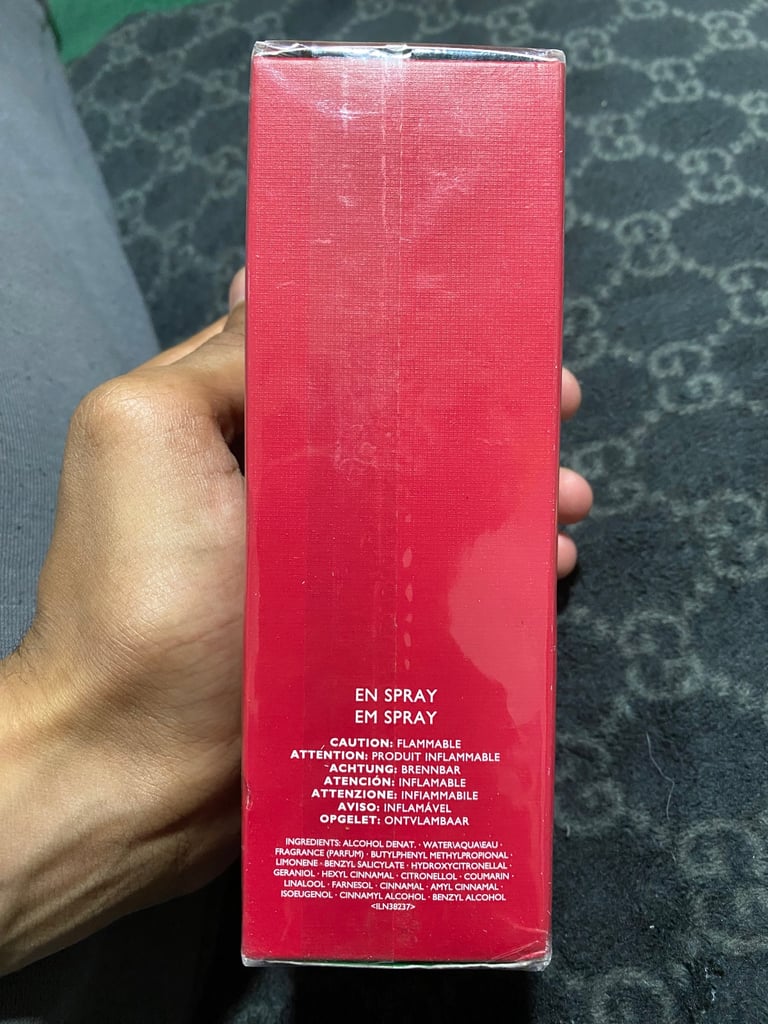 EN SPRAY
EM SPRAY
CAUTION: FLAMMABLE
ATTENTION: PRODUIT INFLAMMABLE
ACHTUNG: BRENNBAR
ATENCIÓN: INFLAMABLE
ATTENZIONE: INFIAMMABILE
AVISO: INFLAMÁVEL
OPGELET: ONTVLAMBAAR
INGREDIENTS: ALCOHOL DENAT. · WATER\AQUA\EAU ·
FRAGRANCE (PARFUM) · BUTYLPHENYL METHYLPROPIONAL ·
LIMONENE · BENZYL SALICYLATE · HYDROXYCITRONELLAL ·
GERANIOL · HEXYL CINNAMAL · CITRONELLOL · COUMARIN ·
LINALOOL · FARNESOL · CINNAMAL · AMYL CINNAMAL ·
ISOEUGENOL · CINNAMYL ALCOHOL · BENZYL ALCOHOL
<ILN38237>